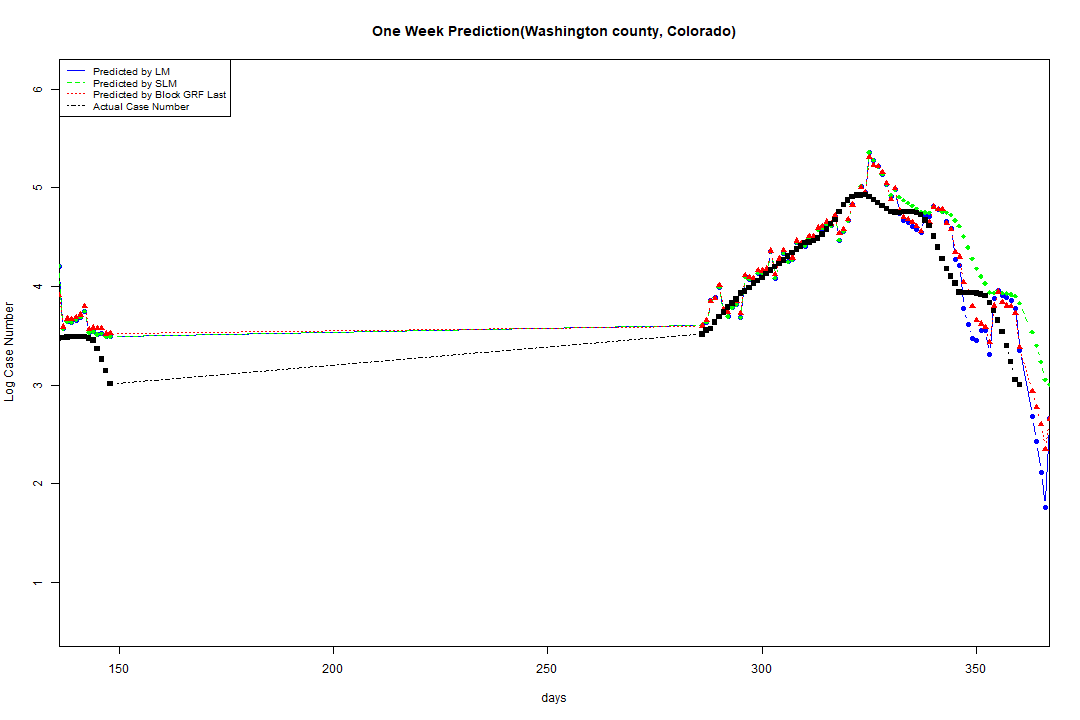 One Week Prediction(Washington county, Colorado)
Predicted by LM
Predicted by SLM
Predicted by Block GRF Last
Actual Case Number
Log Case Number
6
5
4
3
2
1
150
200
250
300
350
days